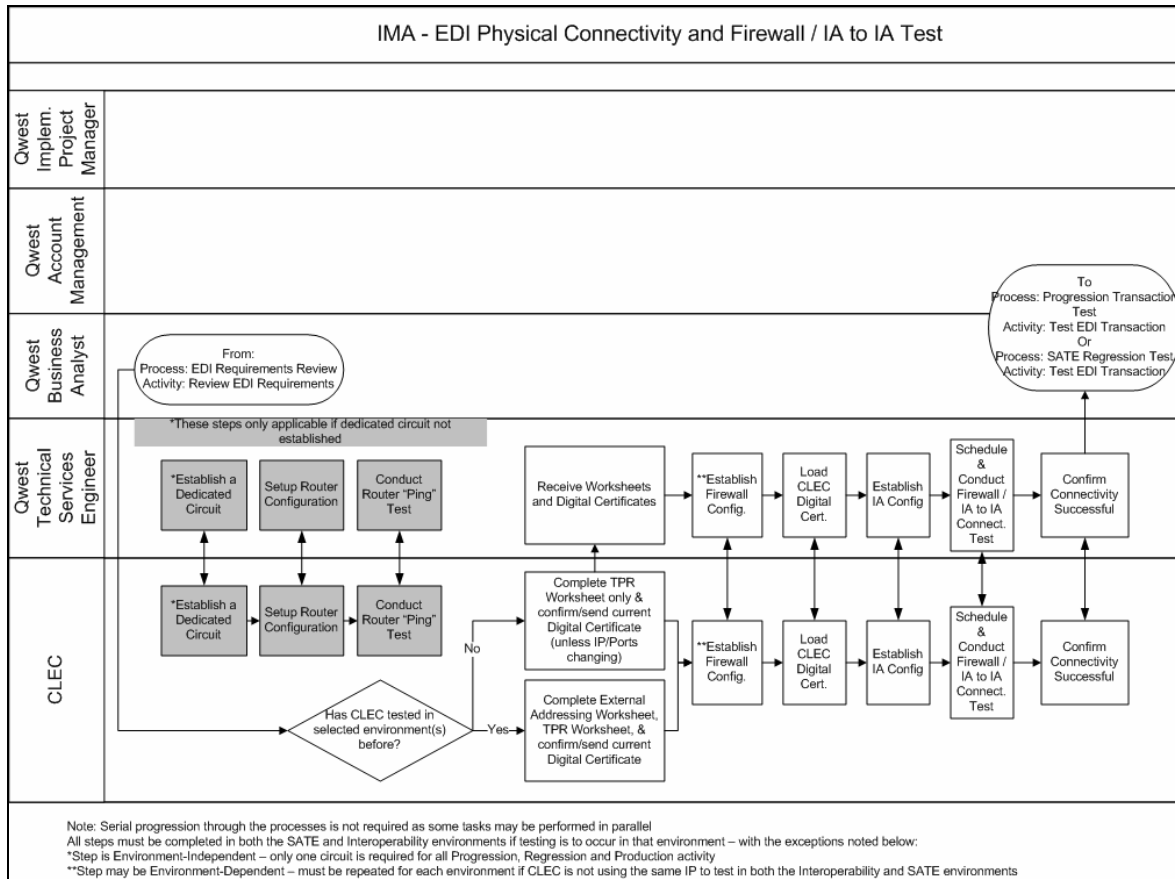 IMA - EDI Physical Connectivity and Firewall / IA to IA Test
Qwest
Implem.
Project
Manager
Qwest
Account
Management
Qwest
Business
Analyst
From:
Process: EDI Requirements Review
Activity: Review EDI Requirements
To
Process: Progression Transaction
Test
Activity: Test EDI Transaction
Or
Process: SATE Regression Test
Activity: Test EDI Transaction
Qwest
Technical
Services
Engineer
*These steps only applicable if dedicated circuit not
established
*Establish a
Dedicated
Circuit
Setup Router
Configuration
Conduct
Router "Ping"
Test
Receive Worksheets
and Digital Certificates
**Establish
Firewall
Config.
Load
CLEC
Digital
Cert.
Establish
IA Config
Schedule
&
Conduct
Firewall /
IA to IA
Connect.
Test
Confirm
Connectivity
Successful
CLEC
*Establish a
Dedicated
Circuit
Setup Router
Configuration
Conduct
Router "Ping"
Test
No
Complete TPR
Worksheet only &
confirm/send current
Digital Certificate
(unless IP/Ports
changing)
**Establish
Firewall
Config.
Load
CLEC
Digital
Cert.
Establish
IA Config
Schedule
&
Conduct
Firewall /
IA to IA
Connect.
Test
Confirm
Connectivity
Successful
Has CLEC tested in
selected environment(s)
before?
Yes
Complete External
Addressing Worksheet,
TPR Worksheet, &
confirm/send current
Digital Certificate
Note: Serial progression through the processes is not required as some tasks may be performed in parallel
All steps must be completed in both the SATE and Interoperability environments if testing is to occur in that environment – with the exceptions noted below:
*Step is Environment-Independent – only one circuit is required for all Progression, Regression and Production activity
**Step may be Environment-Dependent – must be repeated for each environment if CLEC is not using the same IP to test in both the Interoperability and SATE environments